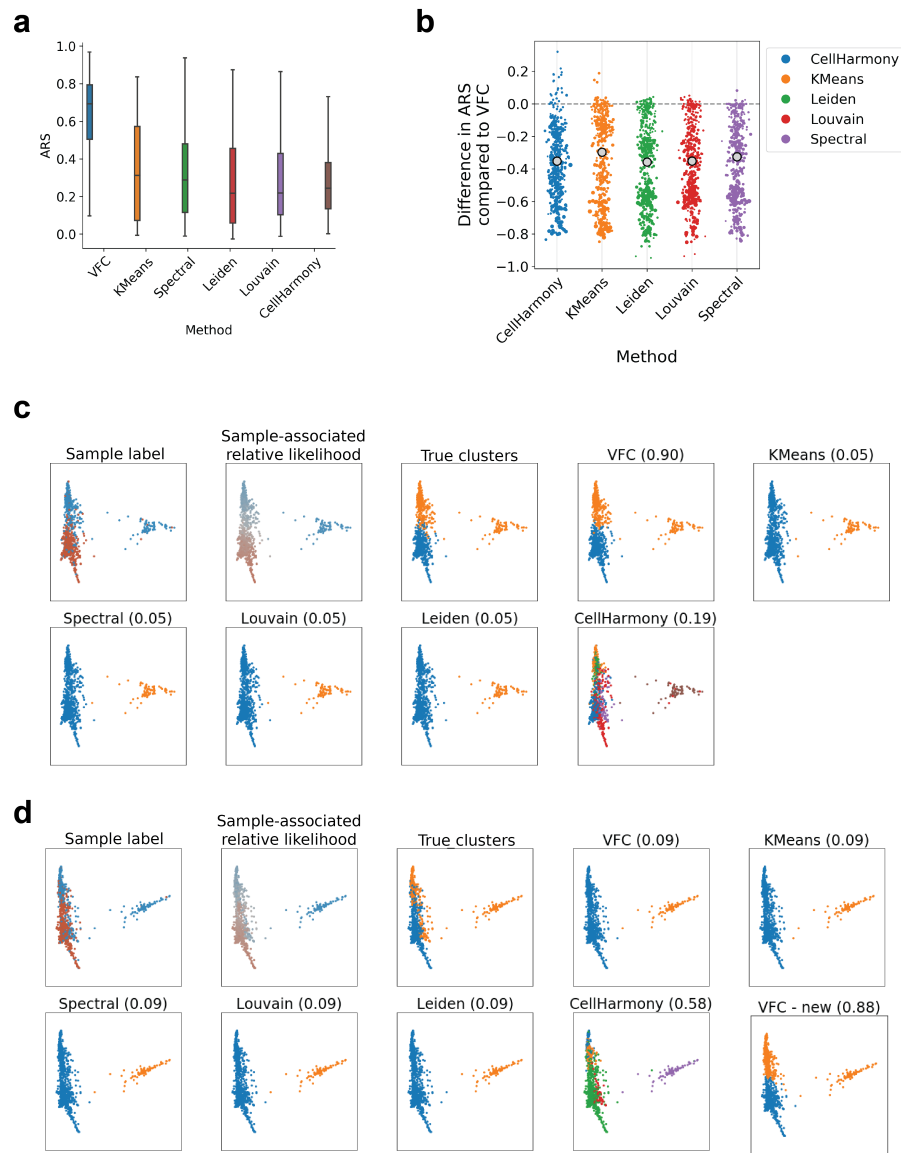 a
1.0
0.8
0.6
0.4
0.2
0.0
ARS
VFC
KMeans
Spectral
Leiden
Louvain
CellHarmony
Method
b
0.2
0.0
−0.2
−0.4
−0.6
−0.8
−1.0
Difference in ARS
compared to VFC
CellHarmony
KMeans
Leiden
Louvain
Spectral
Method
CellHarmony
KMeans
Leiden
Louvain
Spectral
c
Sample label
Sample-associated
relative likelihood
True clusters
VFC (0.90)
KMeans (0.05)
Spectral (0.05)
Louvain (0.05)
Leiden (0.05)
CellHarmony (0.19)
d
Sample label
Sample-associated
relative likelihood
True_clusters
VFC (0.09)
KMeans (0.09)
Spectral (0.09)
Louvain (0.09)
Leiden (0.09)
CellHarmony (0.58)
VFC - new (0.88)